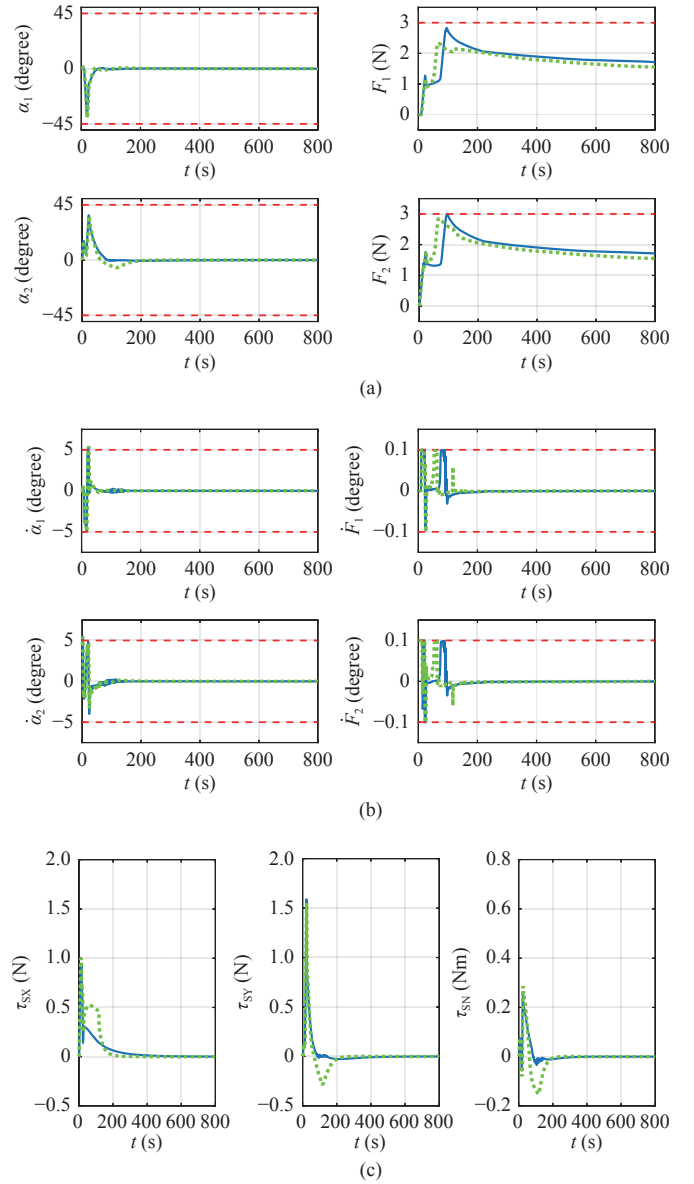 45
0
−45
α1 (degree)
0 200 400 600 800
t (s)
3
2
1
0
F1 (N)
0 200 400 600 800
t (s)
45
0
−45
α2 (degree)
0 200 400 600 800
t (s)
3
2
1
0
F2 (N)
0 200 400 600 800
t (s)
(a)
5
0
−5
α̇1 (degree)
0 200 400 600 800
t (s)
0.1
0
−0.1
Ḟ1 (degree)
0 200 400 600 800
t (s)
5
0
−5
α̇2 (degree)
0 200 400 600 800
t (s)
0.1
0
−0.1
Ḟ2 (degree)
0 200 400 600 800
t (s)
(b)
2.0
1.5
1.0
0.5
0
−0.5
τSX (N)
0 200 400 600 800
t (s)
2.0
1.5
1.0
0.5
0
−0.5
τSY (N)
0 200 400 600 800
t (s)
0.8
0.6
0.4
0.2
0
−0.2
τSN (Nm)
0 200 400 600 800
t (s)
(c)